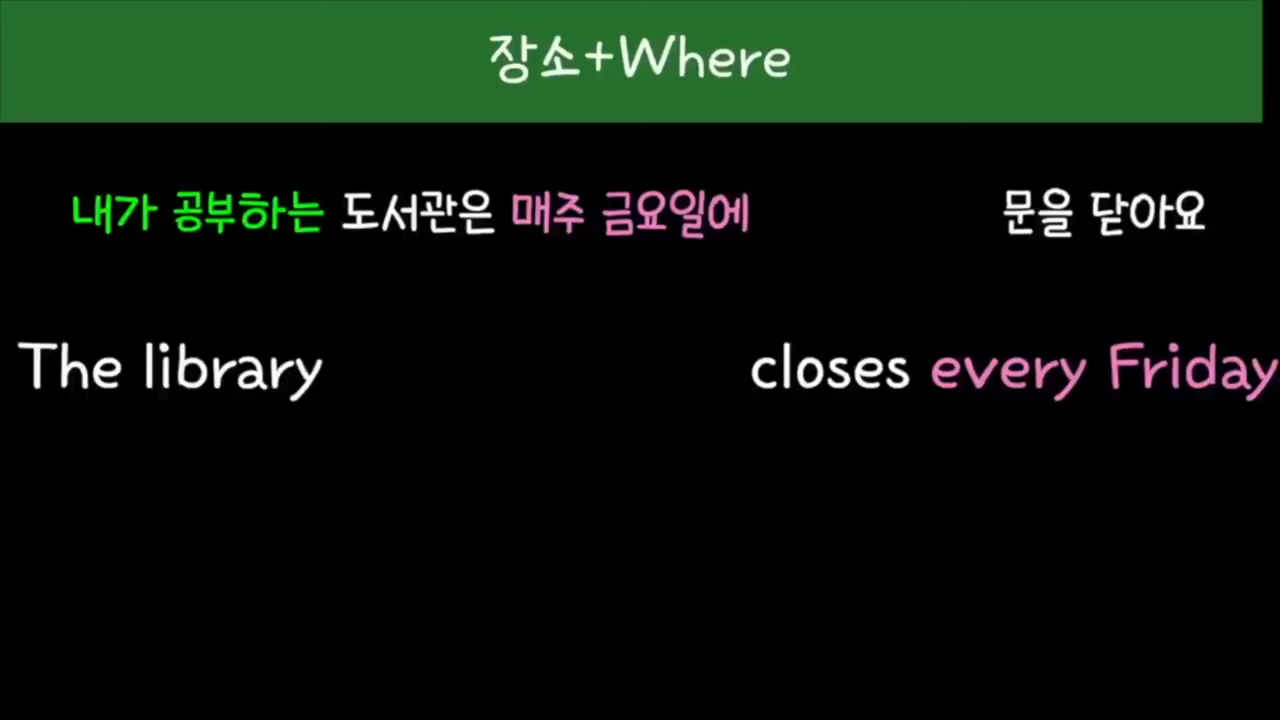 장소+Where
내가 공부하는 도서관은 매주 금요일에 문을 닫아요
The library closes every Friday